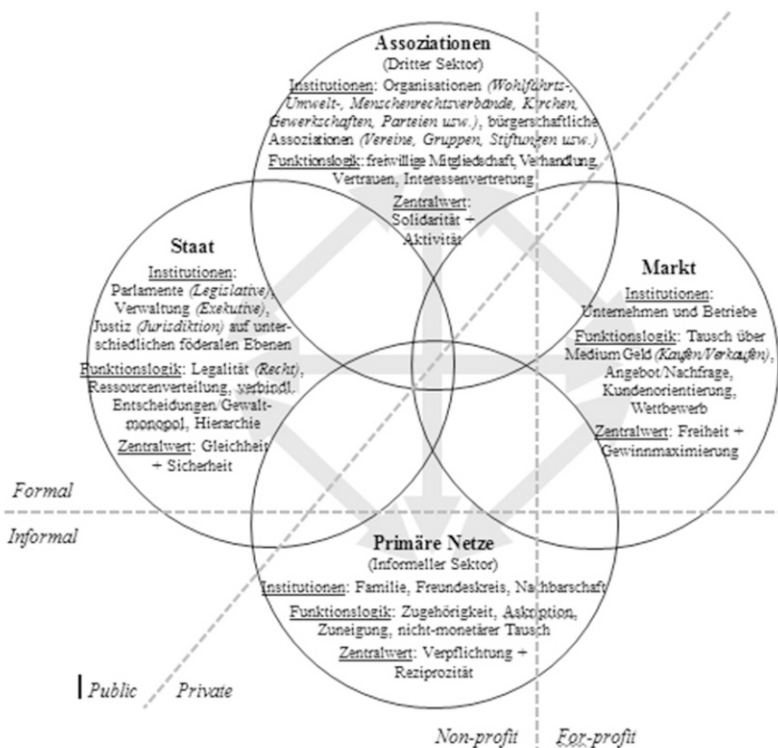 Assoziationen
(Dritter Sektor)
Institutionen: Organisationen (Wohlfahrts-,
Umwelt-, Menschenrechtsverbände, Kirchen,
Gewerkschaften, Parteien usw.), bürgerschaftliche
Assoziationen (Vereine, Gruppen, Stiftungen usw.)
Funktionslogik: freiwillige Mitgliedschaft, Verhandlung,
Vertrauen, Interessenvertretung
Zentralwert:
Solidarität +
Aktivität
Staat
Institutionen:
Parlamente (Legislative),
Verwaltung (Exekutive),
Justiz (Jurisdiktion) auf unter-
schiedlichen föderalen Ebenen
Funktionslogik: Legalität (Recht),
Ressourcenverteilung, verbindl.
Entscheidungen/Gewalt-
monopol, Hierarchie
Zentralwert: Gleichheit
+ Sicherheit
Markt
Institutionen:
Unternehmen und Betriebe
Funktionslogik: Tausch über
Medium Geld (Kaufen/Verkaufen),
Angebot/Nachfrage,
Kundenorientierung,
Wettbewerb
Zentralwert: Freiheit +
Gewinnmaximierung
Formal
Informal
Primäre Netze
(Informeller Sektor)
Institutionen: Familie, Freundeskreis, Nachbarschaft
Funktionslogik: Zugehörigkeit, Askription,
Zuneigung, nicht-monetärer Tausch
Zentralwert: Verpflichtung +
Reziprozität
Public Private
Non-profit For-profit